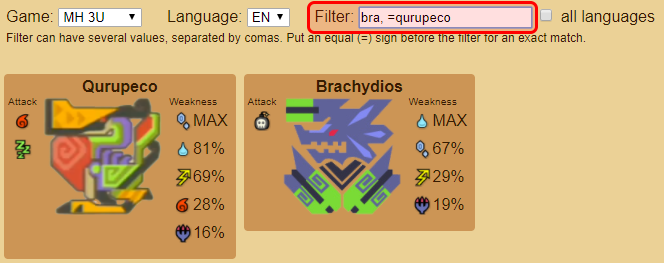 Game: MH 3U Language: EN Filter: bra, =qurupeco all languages
Filter can have several values, separated by comas. Put an equal (=) sign before the filter for an exact match.
Qurupeco
Attack Weakness
MAX
81%
69%
28%
16%
Brachydios
Attack Weakness
MAX
67%
29%
19%